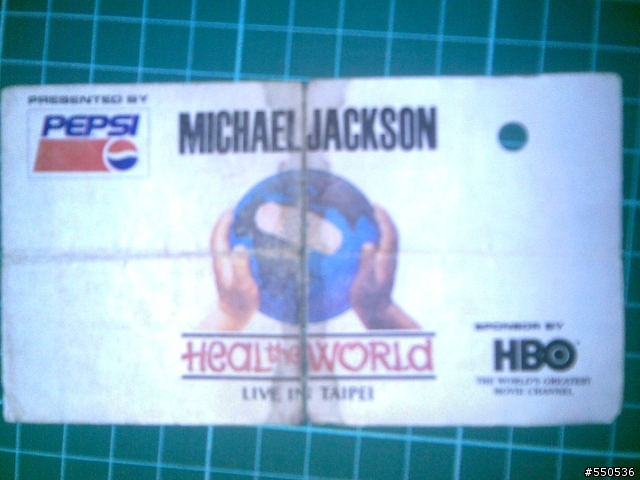 PRESENTED BY
PEPSI
MICHAEL JACKSON
Heal the World
LIVE IN TAIPEI
SPONSOR BY
HBO
THE WORLD'S GREATEST
MOVIE CHANNEL
#550536